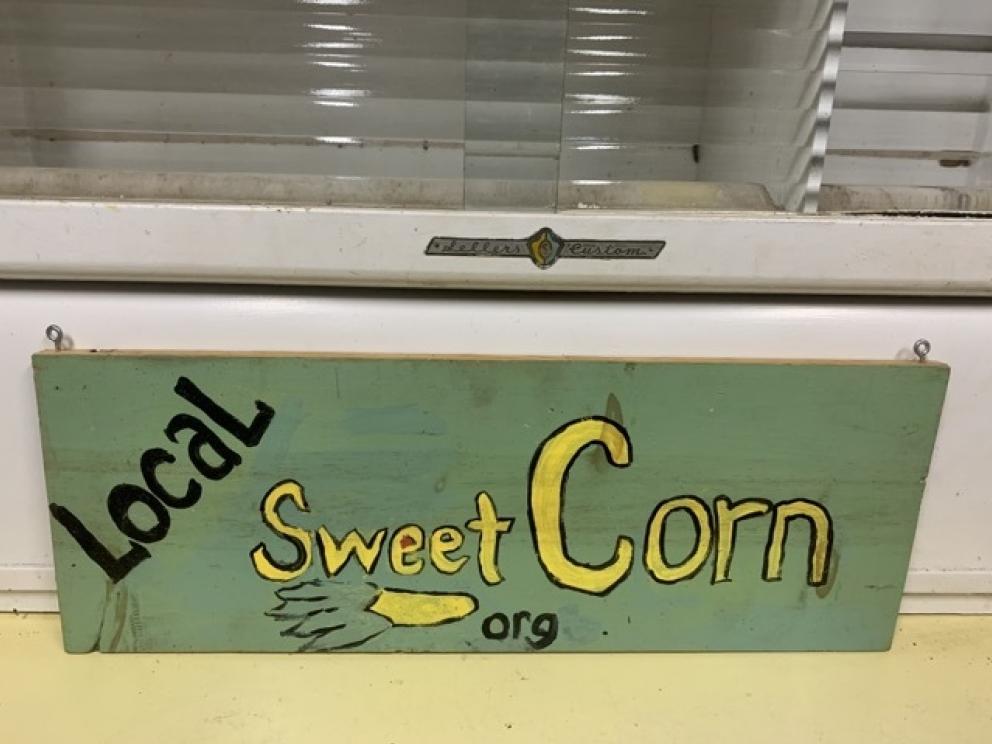 Sellers Custom
Local
Sweet Corn
org